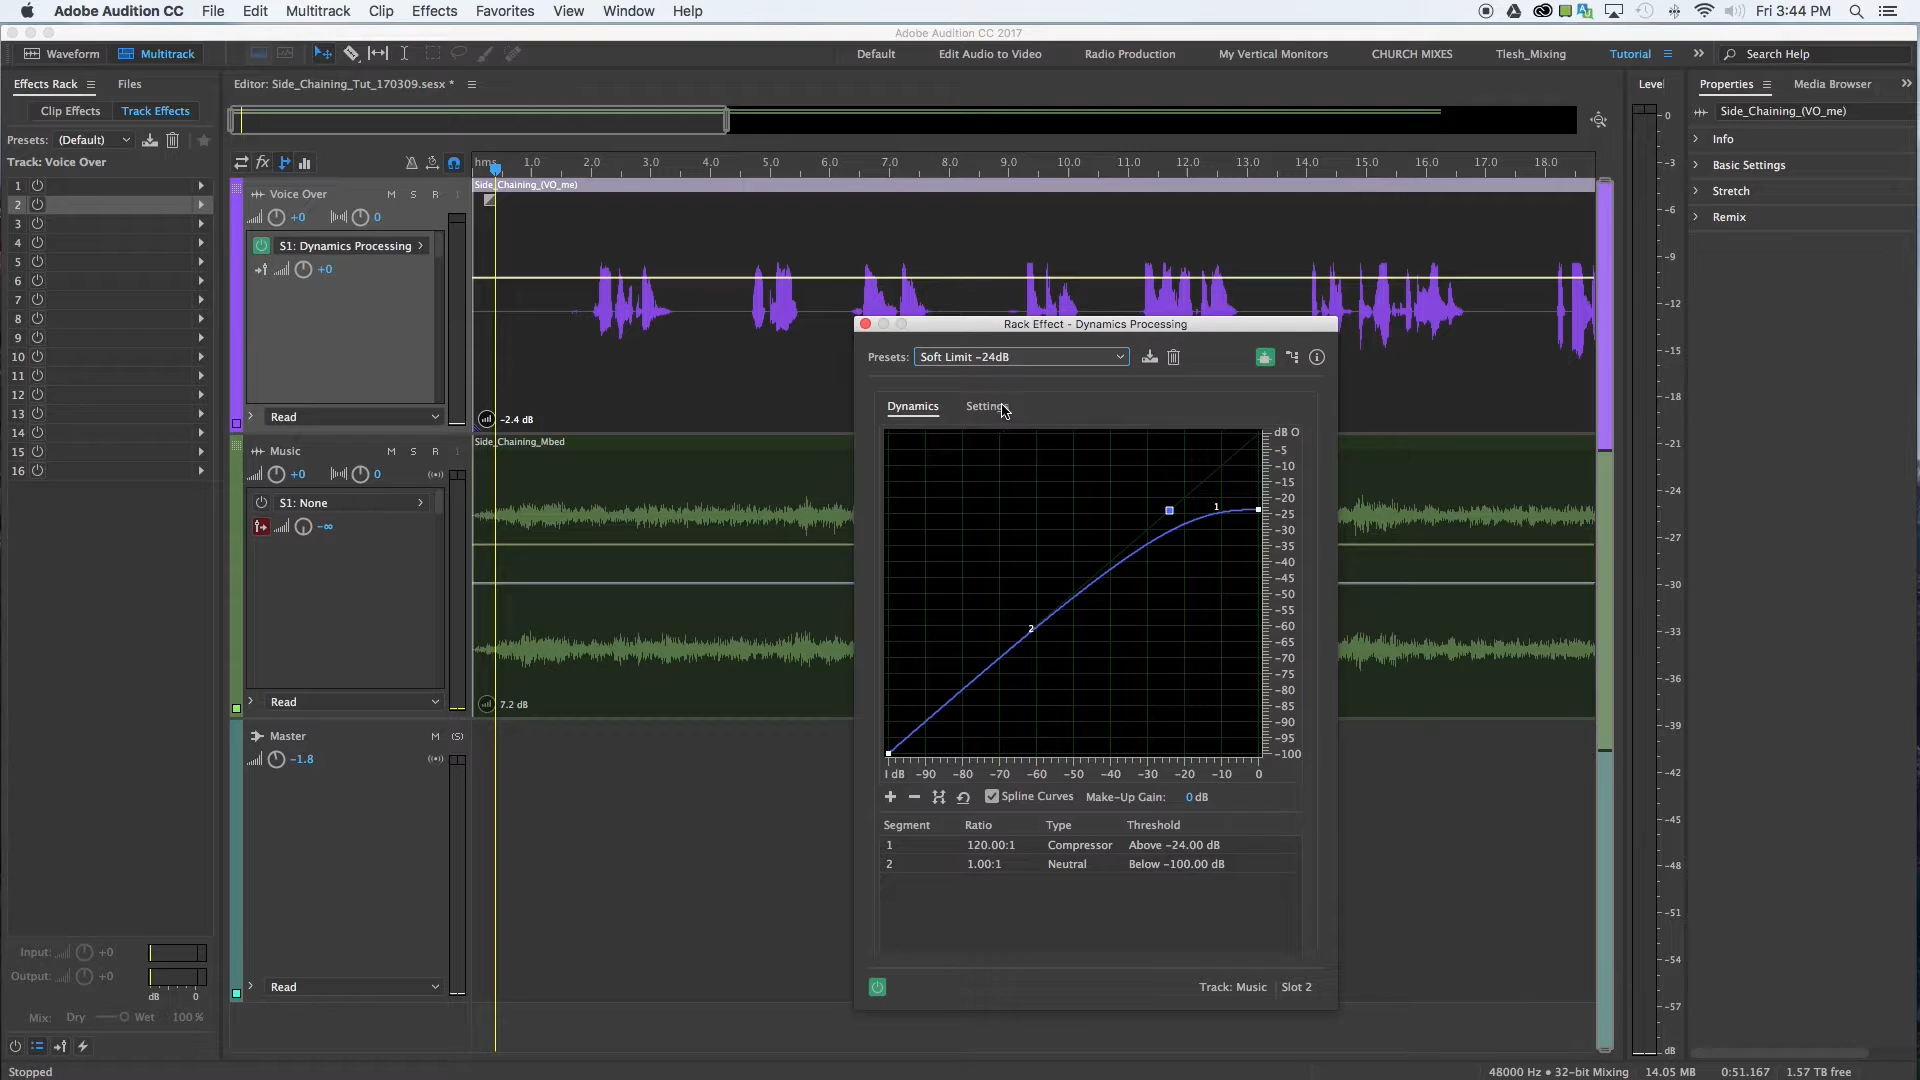 Adobe Audition CC File Edit Multitrack Clip Effects Favorites View Window Help Fri 3:44 PM
Adobe Audition CC 2017
Waveform Multitrack Default Edit Audio to Video Radio Production My Vertical Monitors CHURCH MIXES Tlesh_Mixing Tutorial Search Help
Effects Rack Files Editor: Side_Chaining_Tut_170309.sesx * Level Properties Media Browser
Clip Effects Track Effects Side_Chaining_(VO_me)
Presets: (Default)
Track: Voice Over
hms 1.0 2.0 3.0 4.0 5.0 6.0 7.0 8.0 9.0 10.0 11.0 12.0 13.0 14.0 15.0 16.0 17.0 18.0
Info
Basic Settings
Stretch
Remix
1
2
3
4
5
6
7
8
9
10
11
12
13
14
15
16
Voice Over M S R I
+0 0
S1: Dynamics Processing
+0
Read
Side_Chaining_(VO_me)
-2.4 dB
Music M S R I
+0 0
S1: None
-∞
Read
Side_Chaining_Mbed
7.2 dB
Master M (S)
-1.8
Read
Rack Effect - Dynamics Processing
Presets: Soft Limit -24dB
Dynamics Settings
dB O
-5
-10
-15
-20
-25
-30
-35
-40
-45
-50
-55
-60
-65
-70
-75
-80
-85
-90
-95
-100
1
2
I dB -90 -80 -70 -60 -50 -40 -30 -20 -10 0
Spline Curves Make-Up Gain: 0 dB
Segment Ratio Type Threshold
1 120.00:1 Compressor Above -24.00 dB
2 1.00:1 Neutral Below -100.00 dB
Track: Music Slot 2
0
-3
-6
-9
-12
-15
-18
-21
-24
-27
-30
-33
-36
-39
-42
-45
-48
-51
-54
-57
dB
Input: +0
Output: +0
dB 0
Mix: Dry Wet 100 %
Stopped 48000 Hz • 32-bit Mixing 14.05 MB 0:51.167 1.57 TB free